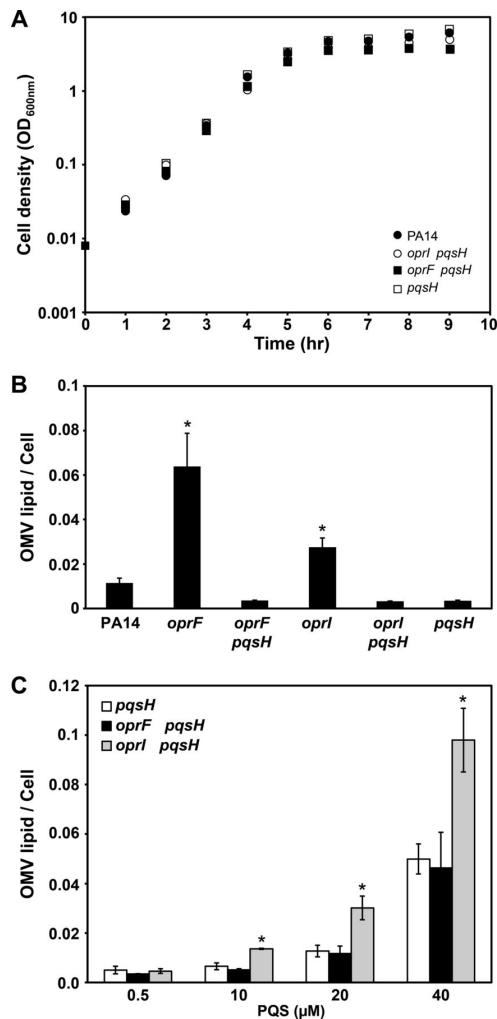 A
Cell density (OD600nm)
10
1
0.1
0.01
0.001
PA14
oprI pqsH
oprF pqsH
pqsH
0 1 2 3 4 5 6 7 8 9 10
Time (hr)
B
OMV lipid / Cell
0.1
0.08
0.06
0.04
0.02
0
*
*
PA14 oprF oprF oprI oprI pqsH
pqsH pqsH
C
OMV lipid / Cell
0.12
0.1
0.08
0.06
0.04
0.02
0.0
pqsH
oprF pqsH
oprI pqsH
*
*
*
0.5 10 20 40
PQS (μM)